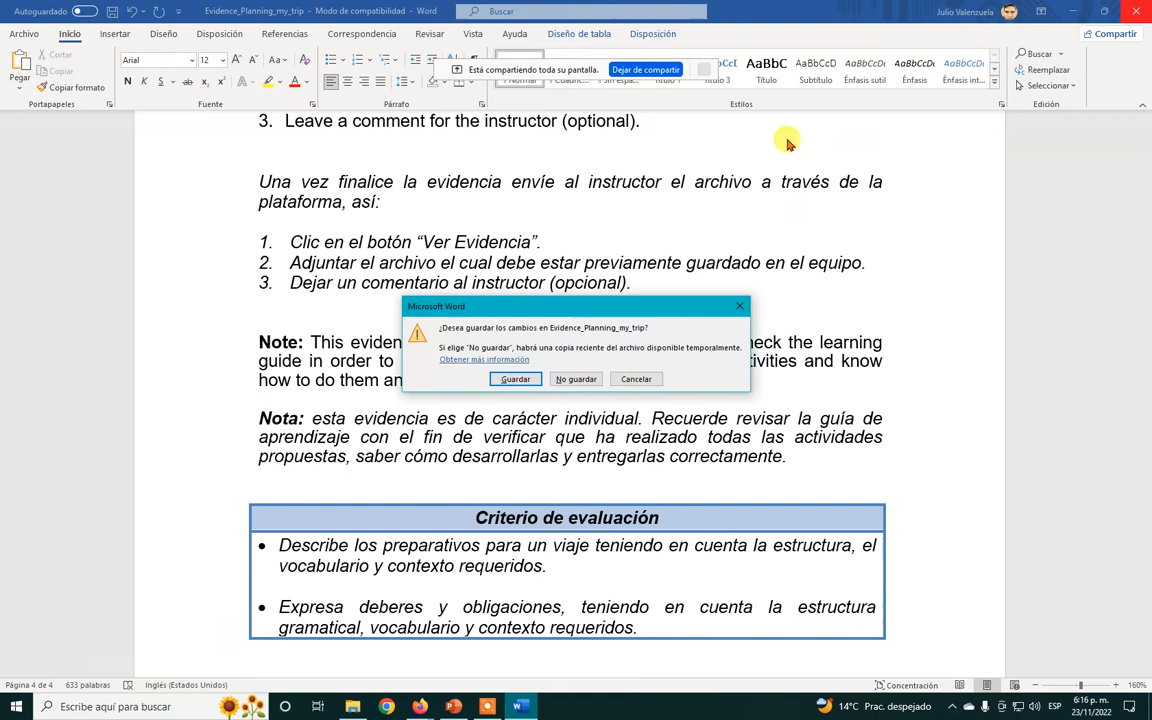 Autoguardado
Evidence_Planning_my_trip - Modo de compatibilidad - Word
Buscar
Julio Valenzuela
Archivo Inicio Insertar Diseño Disposición Referencias Correspondencia Revisar Vista Ayuda Diseño de tabla Disposición Compartir
Pegar
Cortar
Copiar
Copiar formato
Portapapeles
Arial 12
Fuente
Párrafo
Está compartiendo toda su pantalla. Dejar de compartir
Título 3
AaBbC Título
AaBbCcD Subtítulo
AaBbCcDc Énfasis sutil
AaBbCcDc Énfasis
AaBbCcDc Énfasis int...
Estilos
Buscar
Reemplazar
Seleccionar
Edición
3. Leave a comment for the instructor (optional).
Una vez finalice la evidencia envíe al instructor el archivo a través de la
plataforma, así:
1. Clic en el botón “Ver Evidencia”.
2. Adjuntar el archivo el cual debe estar previamente guardado en el equipo.
3. Dejar un comentario al instructor (opcional).
Microsoft Word
¿Desea guardar los cambios en Evidence_Planning_my_trip?
Si elige "No guardar", habrá una copia reciente del archivo disponible temporalmente.
Obtener más información
Guardar No guardar Cancelar
Note: This eviden heck the learning
guide in order to tivities and know
how to do them an
Nota: esta evidencia es de carácter individual. Recuerde revisar la guía de
aprendizaje con el fin de verificar que ha realizado todas las actividades
propuestas, saber cómo desarrollarlas y entregarlas correctamente.
Criterio de evaluación
• Describe los preparativos para un viaje teniendo en cuenta la estructura, el
vocabulario y contexto requeridos.
• Expresa deberes y obligaciones, teniendo en cuenta la estructura
gramatical, vocabulario y contexto requeridos.
Página 4 de 4 633 palabras Inglés (Estados Unidos) Concentración 160%
Escribe aquí para buscar
14°C Prac. despejado
ESP
6:16 p. m.
23/11/2022